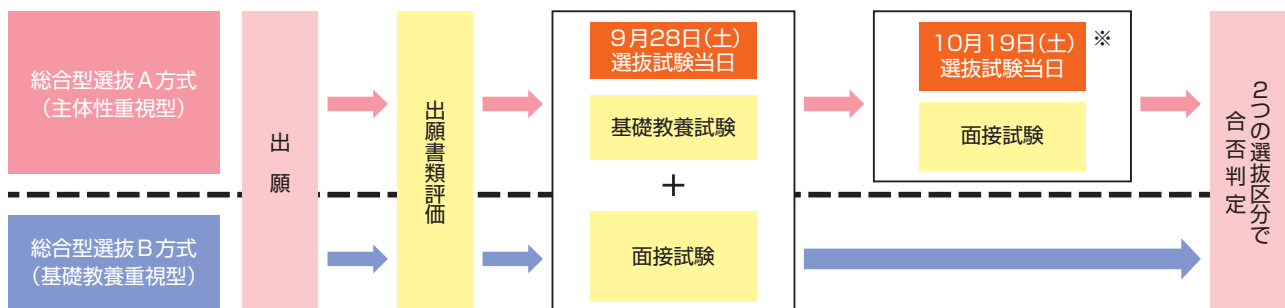 総合型選抜A方式
（主体性重視型）
総合型選抜B方式
（基礎教養重視型）
出願
出願書類評価
9月28日(土)
選抜試験当日
基礎教養試験
＋
面接試験
10月19日(土)
選抜試験当日
※
面接試験
2つの選抜区分で
合否判定